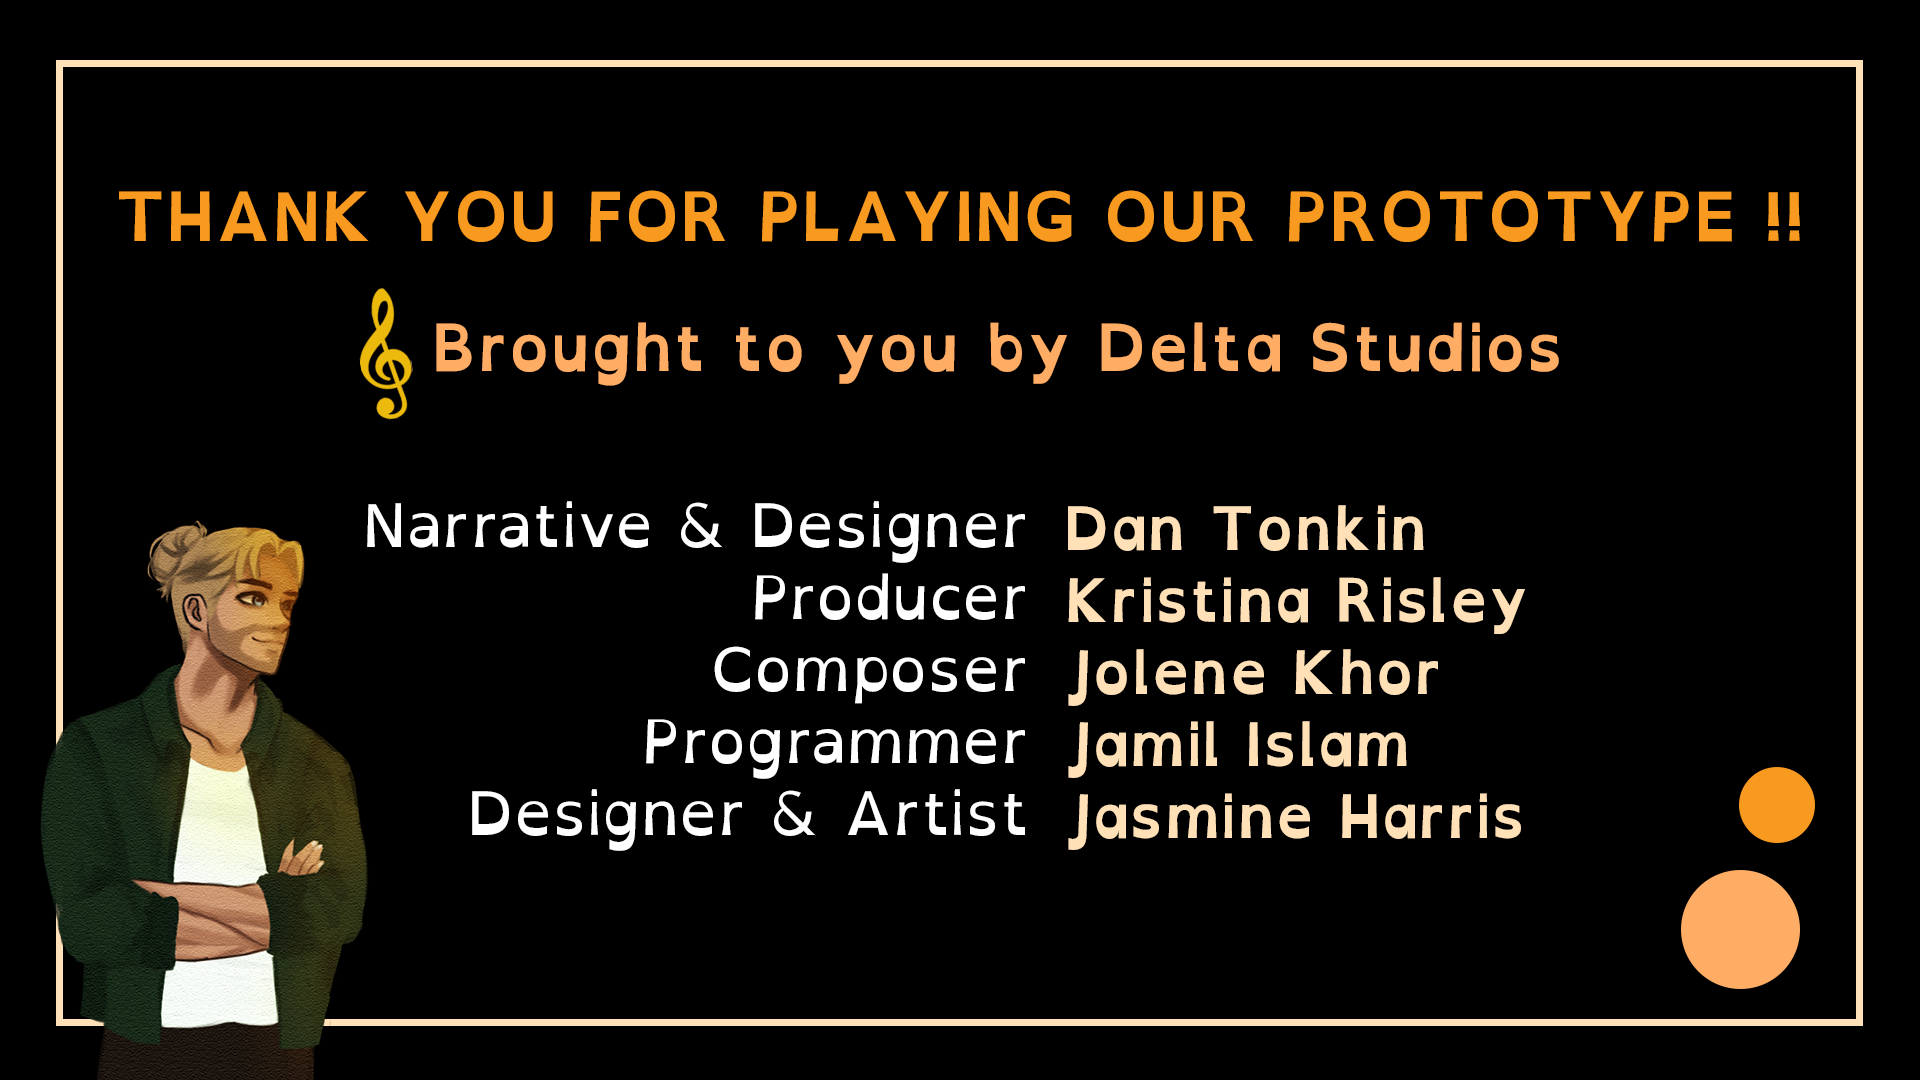 THANK YOU FOR PLAYING OUR PROTOTYPE !!
Brought to you by Delta Studios
Narrative & Designer Dan Tonkin
Producer Kristina Risley
Composer Jolene Khor
Programmer Jamil Islam
Designer & Artist Jasmine Harris